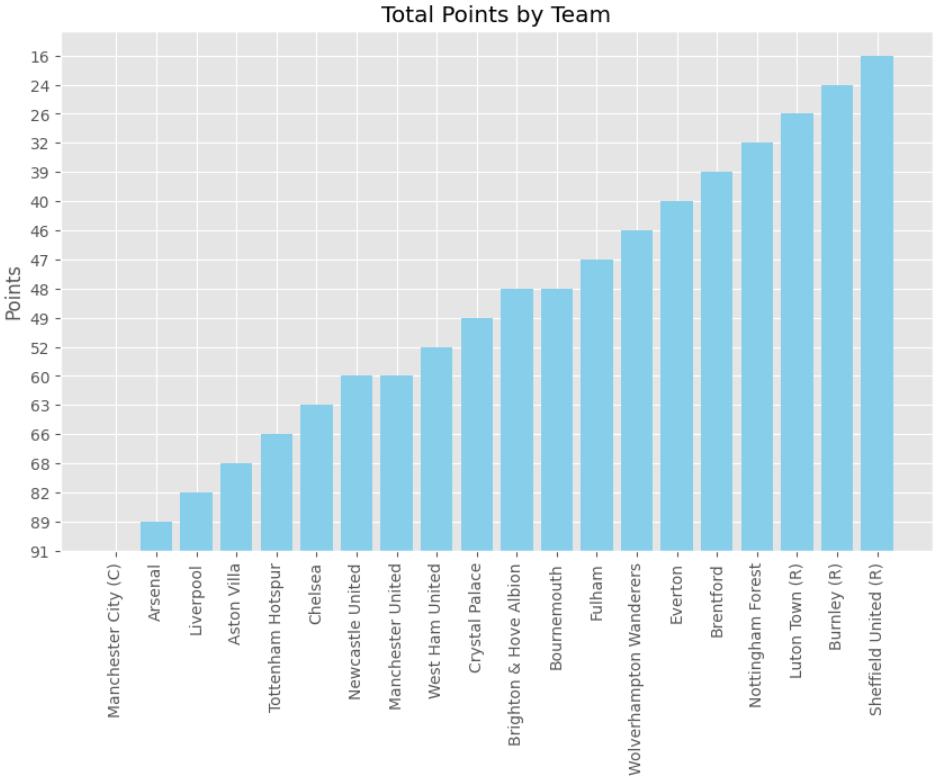 Total Points by Team
Points
16
24
26
32
39
40
46
47
48
49
52
60
63
66
68
82
89
91
Manchester City (C)
Arsenal
Liverpool
Aston Villa
Tottenham Hotspur
Chelsea
Newcastle United
Manchester United
West Ham United
Crystal Palace
Brighton & Hove Albion
Bournemouth
Fulham
Wolverhampton Wanderers
Everton
Brentford
Nottingham Forest
Luton Town (R)
Burnley (R)
Sheffield United (R)